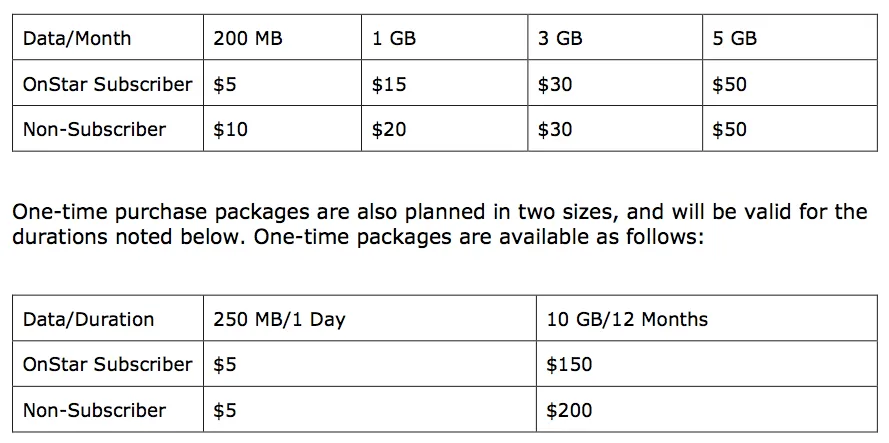 Data/Month 200 MB 1 GB 3 GB 5 GB
OnStar Subscriber $5 $15 $30 $50
Non-Subscriber $10 $20 $30 $50
One-time purchase packages are also planned in two sizes, and will be valid for the
durations noted below. One-time packages are available as follows:
Data/Duration 250 MB/1 Day 10 GB/12 Months
OnStar Subscriber $5 $150
Non-Subscriber $5 $200